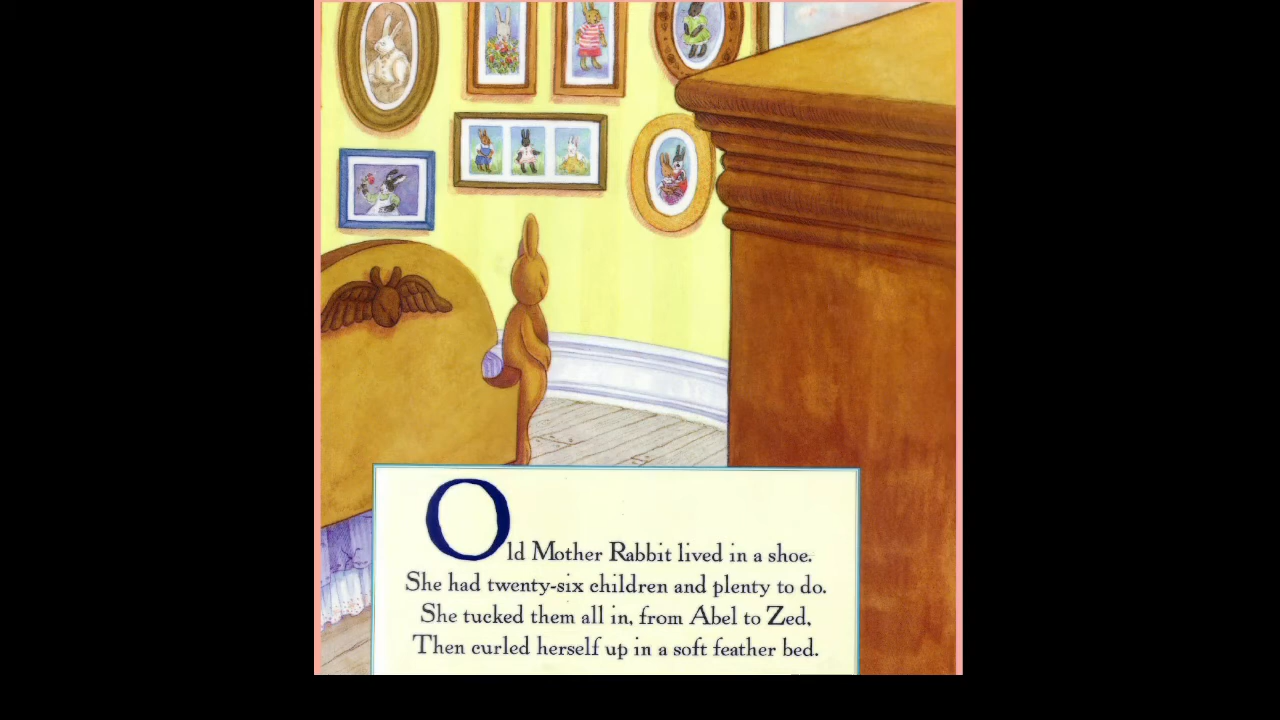 Old Mother Rabbit lived in a shoe.
She had twenty-six children and plenty to do.
She tucked them all in, from Abel to Zed,
Then curled herself up in a soft feather bed.